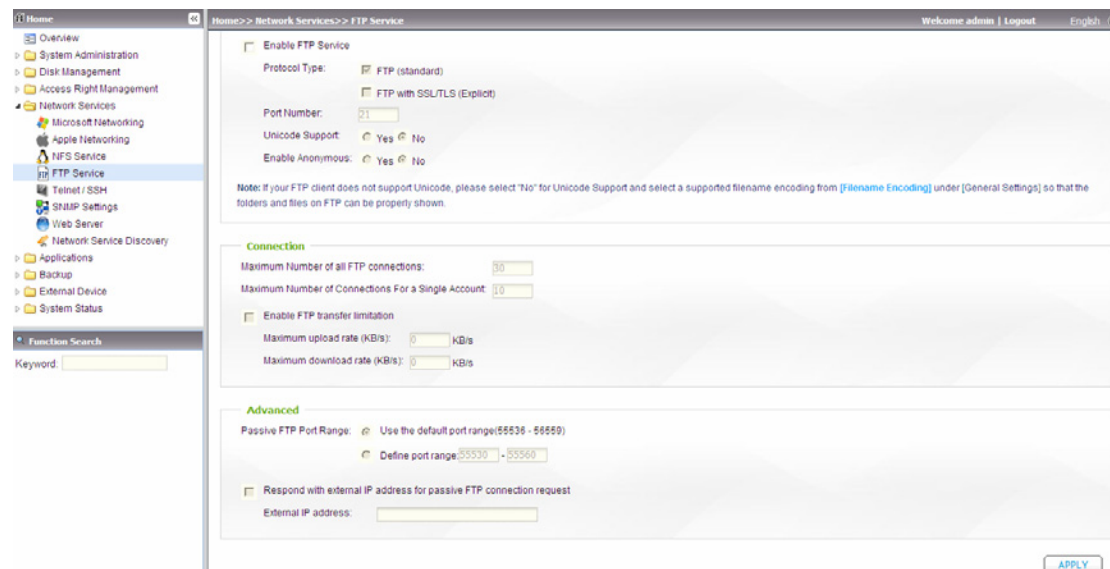 Home
Home>> Network Services>> FTP Service
Welcome admin | Logout
English
Overview
System Administration
Disk Management
Access Right Management
Network Services
Microsoft Networking
Apple Networking
NFS Service
FTP Service
Telnet / SSH
SNMP Settings
Web Server
Network Service Discovery
Applications
Backup
External Device
System Status
Function Search
Keyword:
Enable FTP Service
Protocol Type: FTP (standard)
FTP with SSL/TLS (Explicit)
Port Number: 21
Unicode Support: Yes No
Enable Anonymous: Yes No
Note: If your FTP client does not support Unicode, please select "No" for Unicode Support and select a supported filename encoding from [Filename Encoding] under [General Settings] so that the
folders and files on FTP can be properly shown.
Connection
Maximum Number of all FTP connections: 30
Maximum Number of Connections For a Single Account: 10
Enable FTP transfer limitation
Maximum upload rate (KB/s): 0 KB/s
Maximum download rate (KB/s): 0 KB/s
Advanced
Passive FTP Port Range: Use the default port range(55536 - 56559)
Define port range: 55530 - 55560
Respond with external IP address for passive FTP connection request
External IP address:
APPLY